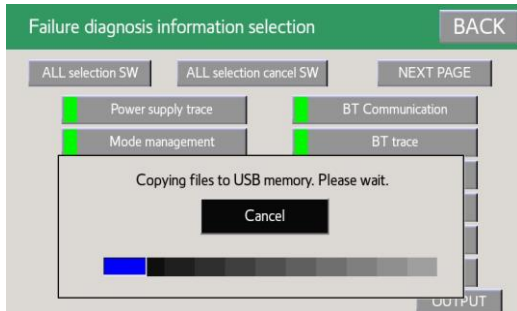 Failure diagnosis information selection BACK
ALL selection SW ALL selection cancel SW NEXT PAGE
Power supply trace BT Communication
Mode management BT trace
Copying files to USB memory. Please wait.
Cancel
OUTPUT